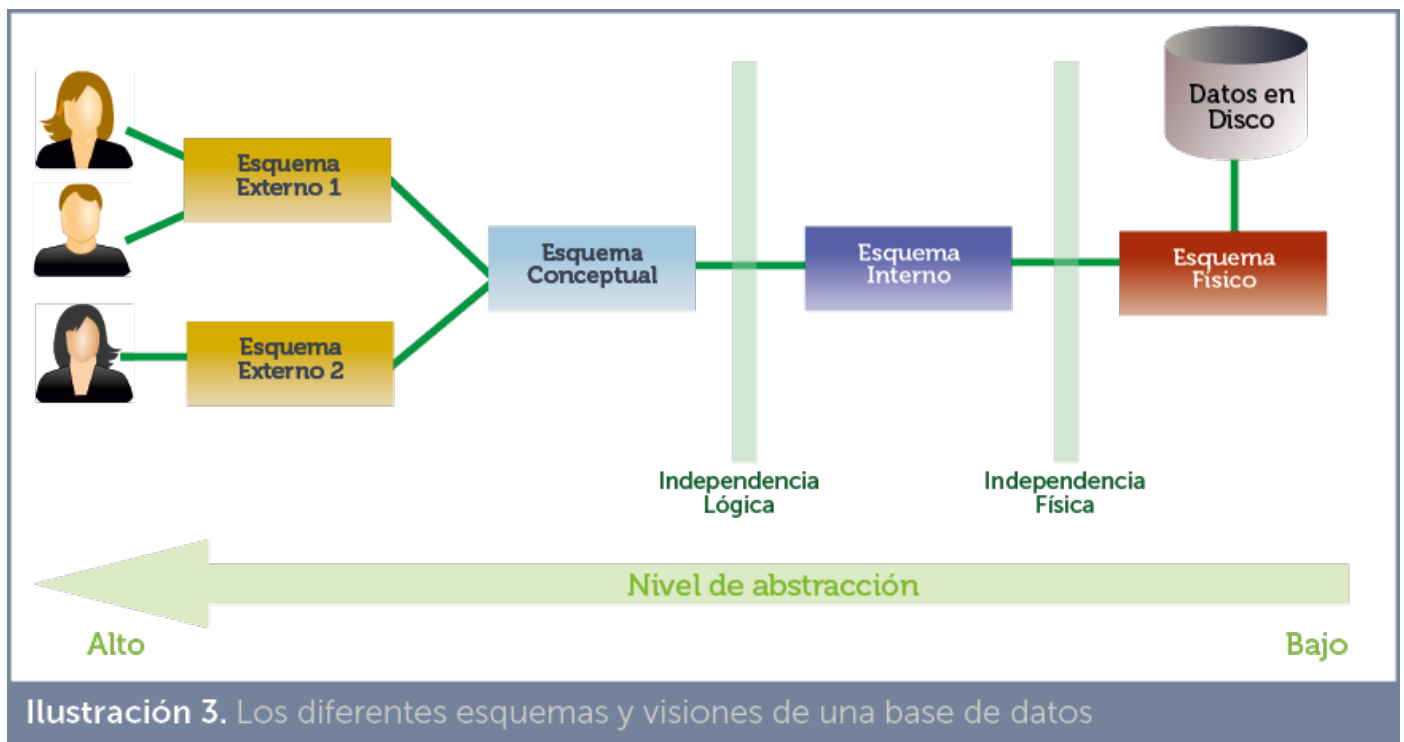 Datos en
Disco
Esquema
Externo 1
Esquema
Conceptual
Esquema
Interno
Esquema
Físico
Esquema
Externo 2
Independencia
Lógica
Independencia
Física
Nivel de abstracción
Alto
Bajo
Ilustración 3. Los diferentes esquemas y visiones de una base de datos